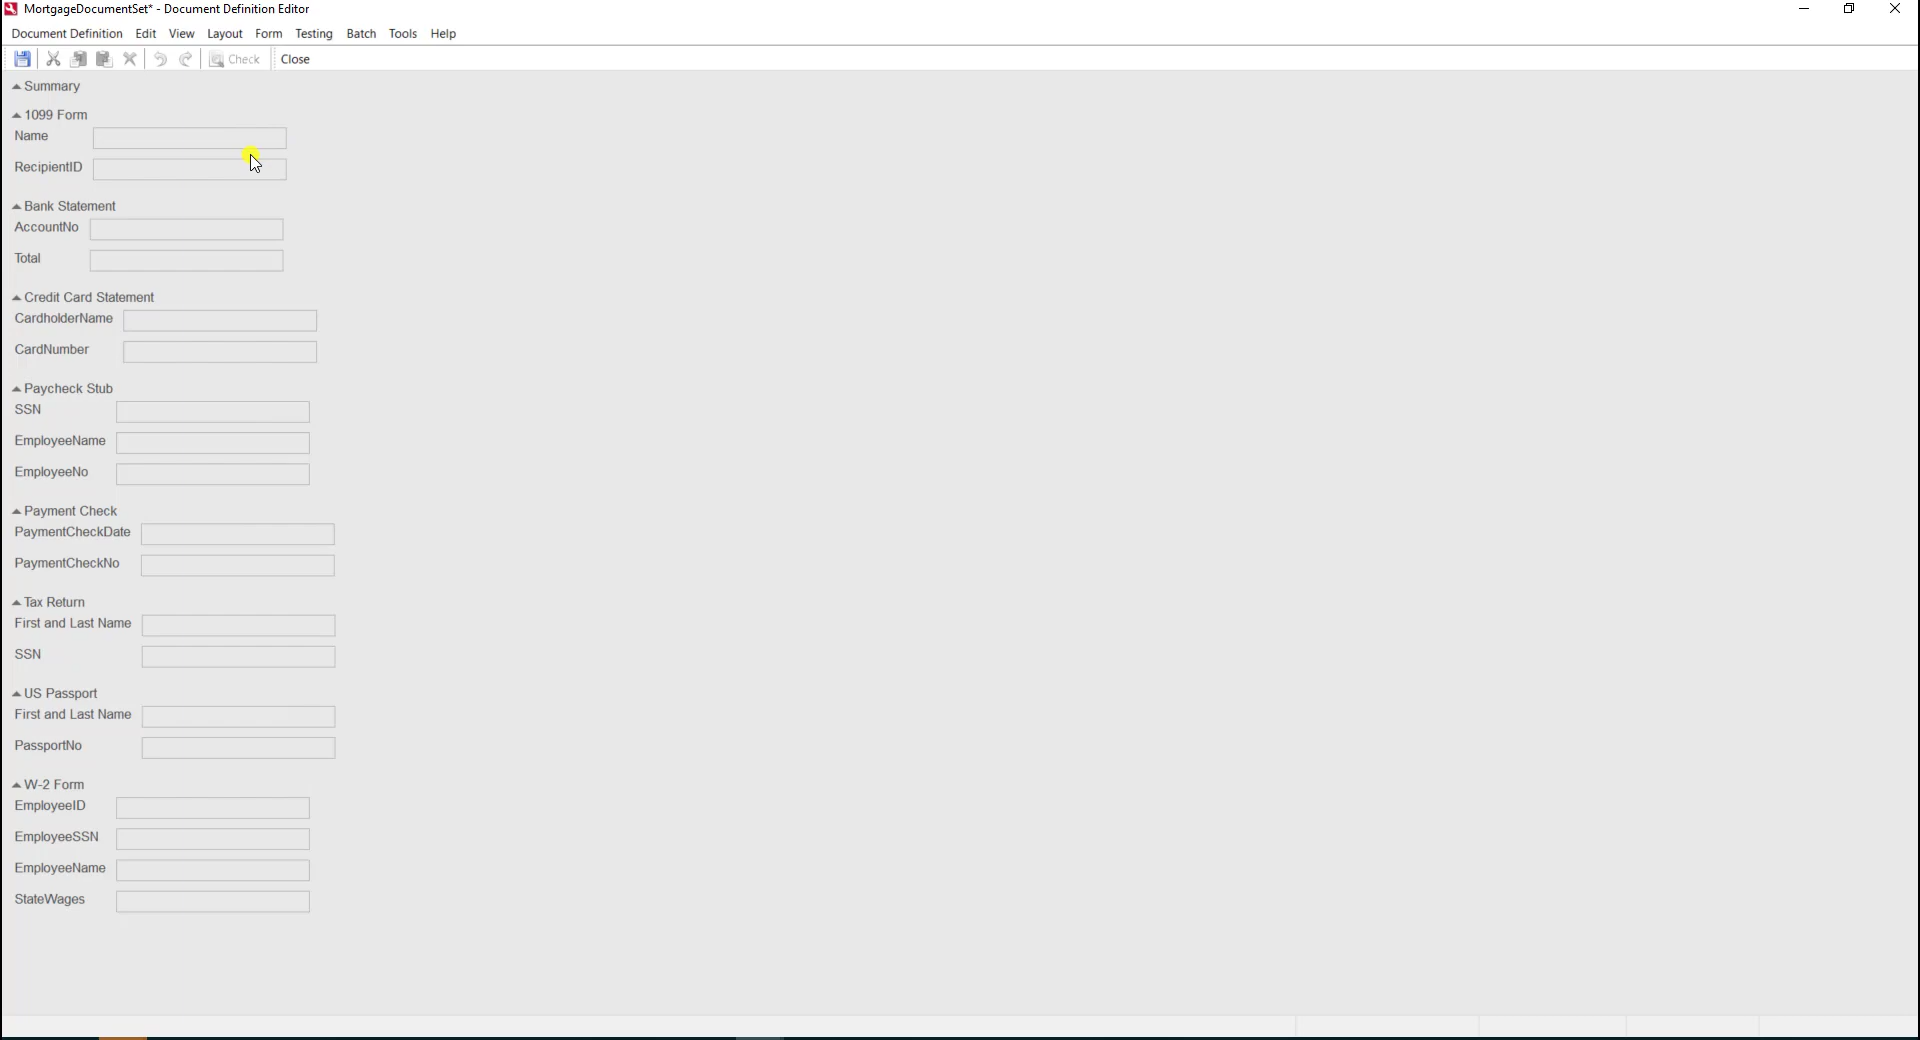 MortgageDocumentSet* - Document Definition Editor
Document Definition Edit View Layout Form Testing Batch Tools Help
Check Close
Summary
1099 Form
Name
RecipientID
Bank Statement
AccountNo
Total
Credit Card Statement
CardholderName
CardNumber
Paycheck Stub
SSN
EmployeeName
EmployeeNo
Payment Check
PaymentCheckDate
PaymentCheckNo
Tax Return
First and Last Name
SSN
US Passport
First and Last Name
PassportNo
W-2 Form
EmployeeID
EmployeeSSN
EmployeeName
StateWages